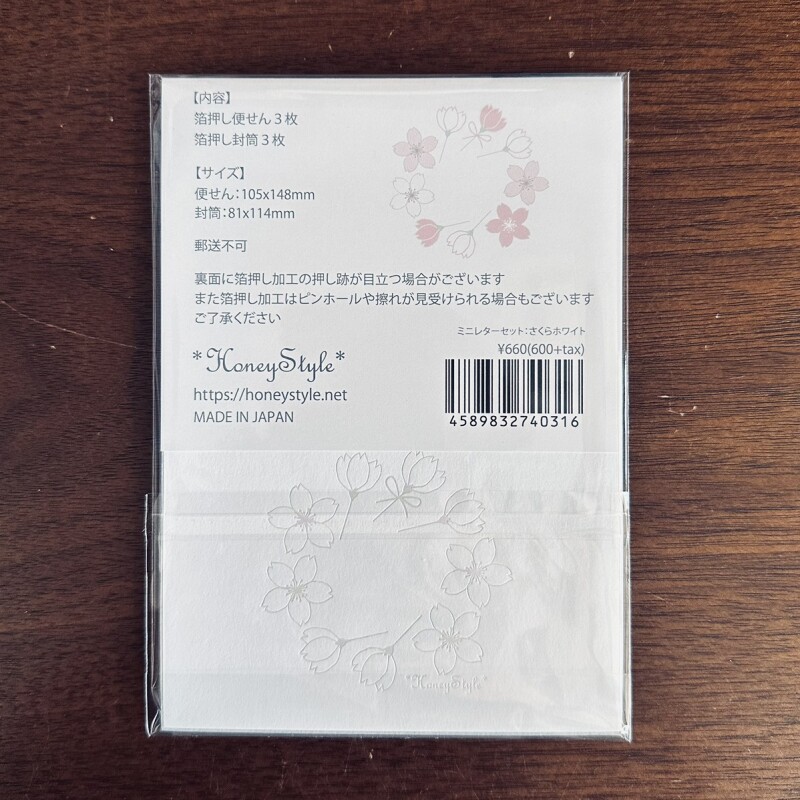 【内容】
箔押し便せん３枚
箔押し封筒３枚
【サイズ】
便せん：105x148mm
封筒：81x114mm
郵送不可
裏面に箔押し加工の押し跡が目立つ場合がございます
また箔押し加工はピンホールや擦れが見受けられる場合もございます
ご了承ください
ミニレターセット：さくらホワイト
¥660(600+tax)
*HoneyStyle*
https://honeystyle.net
MADE IN JAPAN
4589832740316
*HoneyStyle*